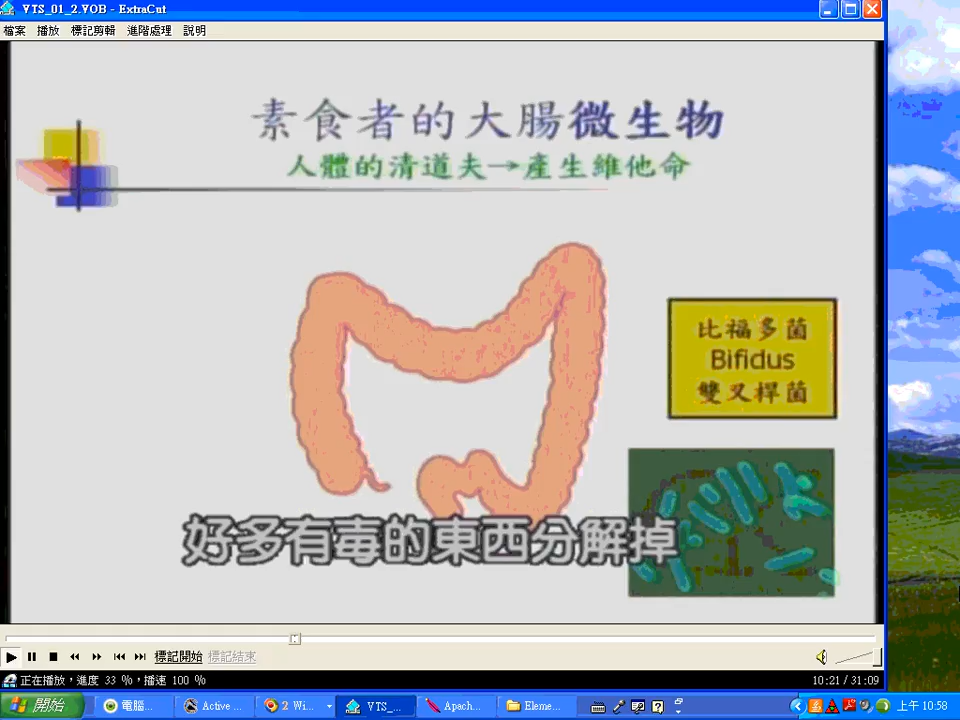 VTS_01_2.VOB - ExtraCut
檔案 播放 標記剪輯 進階處理 說明
素食者的大腸微生物
人體的清道夫→產生維他命
比福多菌
Bifidus
雙叉桿菌
好多有毒的東西分解掉
標記開始 標記結束
正在播放，進度 33 %，播速 100 %
10:21 / 31:09
開始 電腦... Active ... 2 Wi... VTS_... Apach... Eleme... 上午 10:58